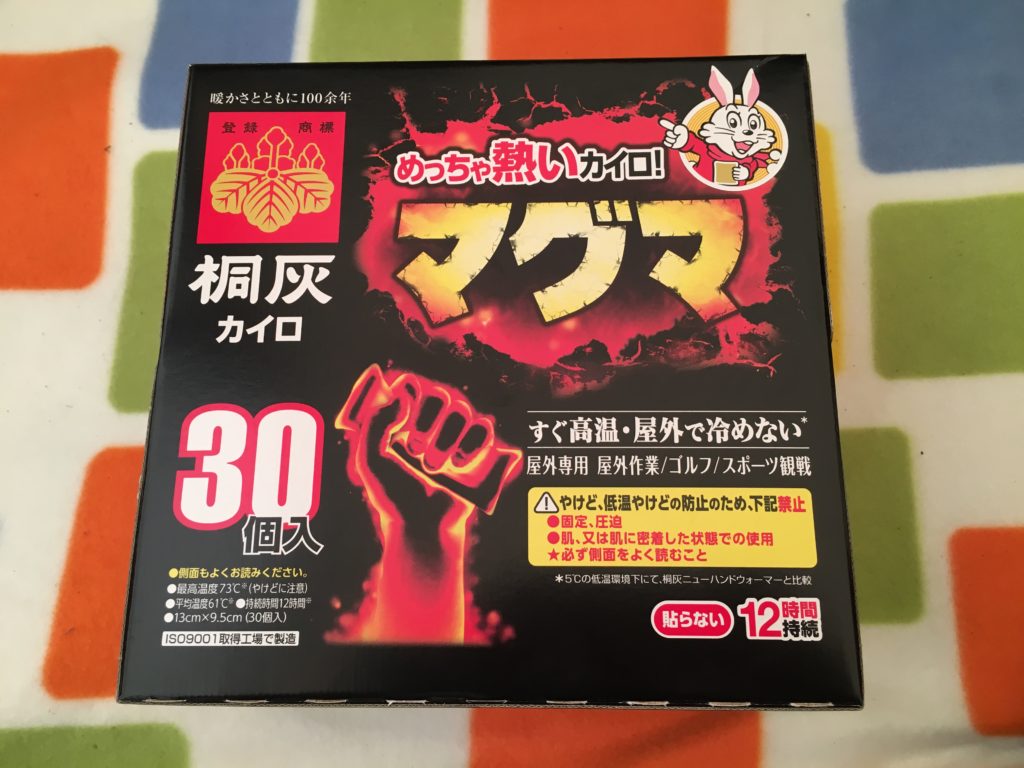 暖かさとともに100余年
登録 商標
桐灰
カイロ
めっちゃ熱いカイロ!
マグマ
30
個入
●側面もよくお読みください。
●最高温度73℃※(やけどに注意)
●平均温度61℃※ ●持続時間12時間※
●13cm×9.5cm (30個入)
ISO9001取得工場で製造
すぐ高温・屋外で冷めない*
屋外専用 屋外作業/ゴルフ/スポーツ観戦
やけど、低温やけどの防止のため、下記禁止
●固定、圧迫
●肌、又は肌に密着した状態での使用
★必ず側面をよく読むこと
*5℃の低温環境下にて、桐灰ニューハンドウォーマーと比較
貼らない 12時間持続